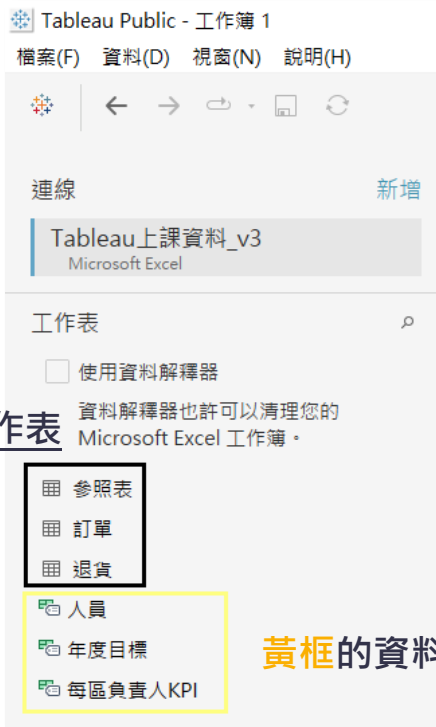 Tableau Public - 工作簿 1
檔案(F) 資料(D) 視窗(N) 說明(H)
連線 新增
Tableau上課資料_v3
Microsoft Excel
工作表
使用資料解釋器
資料解釋器也許可以清理您的
作表 Microsoft Excel 工作簿。
參照表
訂單
退貨
人員
年度目標
黃框的資料
每區負責人KPI